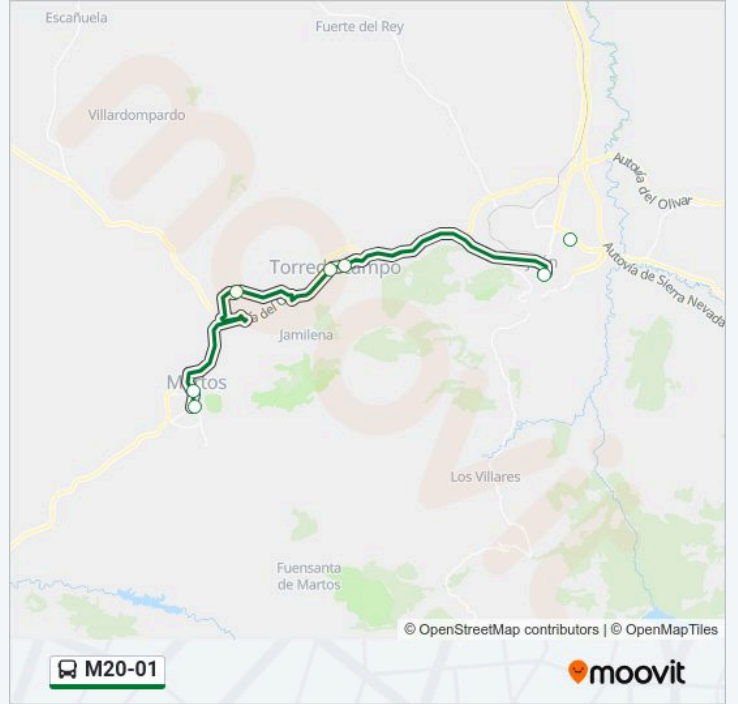 Escañuela
Fuerte del Rey
Villardompardo
Autovía del Olivar
Torredelcampo
Autovía de Sierra Nevada
Jamilena
Martos
Los Villares
Fuensanta
de Martos
© OpenStreetMap contributors | © OpenMapTiles
M20-01
moovit
moovit